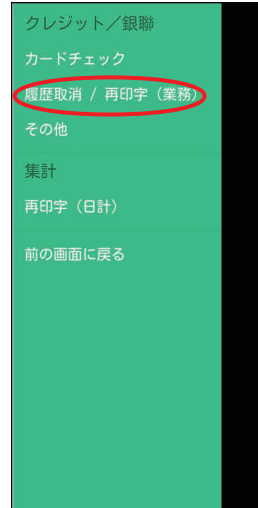 クレジット／銀聯
カードチェック
履歴取消 / 再印字（業務）
その他
集計
再印字（日計）
前の画面に戻る